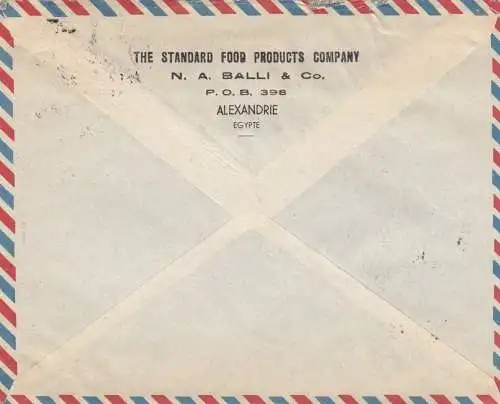 THE STANDARD FOOD PRODUCTS COMPANY
N. A. BALLI & Co.
P.O.B. 398
ALEXANDRIE
EGYPTE